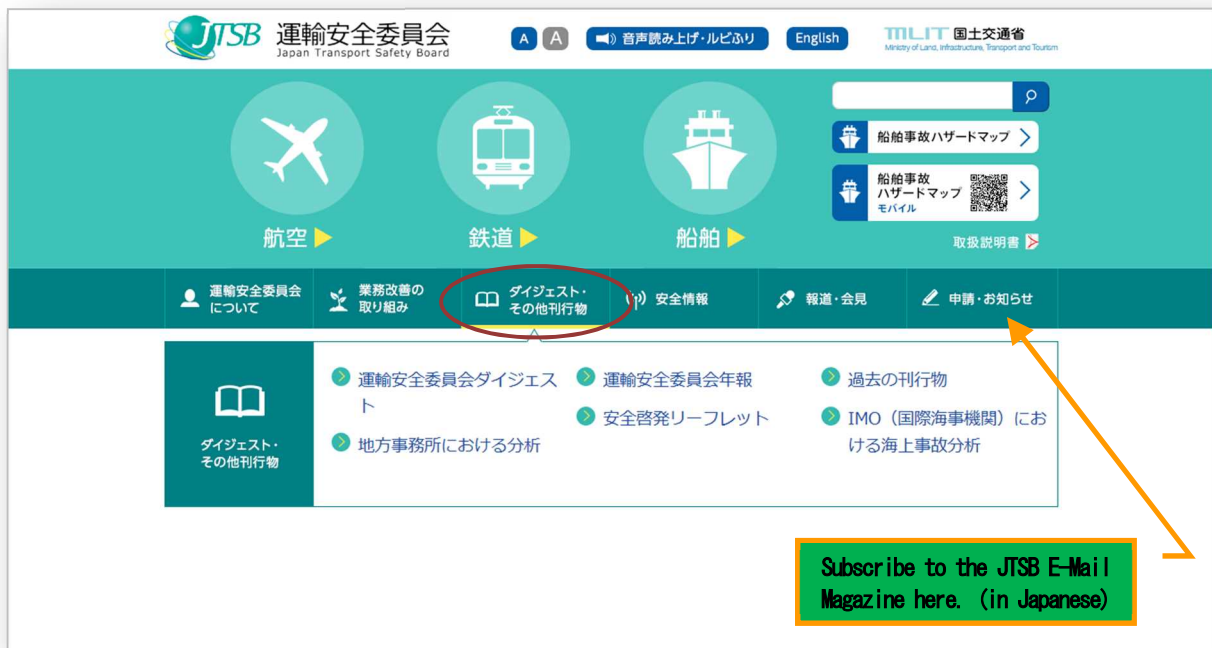 JTSB 運輸安全委員会
Japan Transport Safety Board
A A 音声読み上げ・ルビふり English
MLIT 国土交通省
Ministry of Land, Infrastructure, Transport and Tourism
船舶事故ハザードマップ
船舶事故
ハザードマップ
モバイル
航空
鉄道
船舶
取扱説明書
運輸安全委員会
について
業務改善の
取り組み
ダイジェスト・
その他刊行物
安全情報
報道・会見
申請・お知らせ
ダイジェスト・
その他刊行物
運輸安全委員会ダイジェス
ト
地方事務所における分析
運輸安全委員会年報
安全啓発リーフレット
過去の刊行物
IMO（国際海事機関）にお
ける海上事故分析
Subscribe to the JTSB E-Mail
Magazine here. (in Japanese)